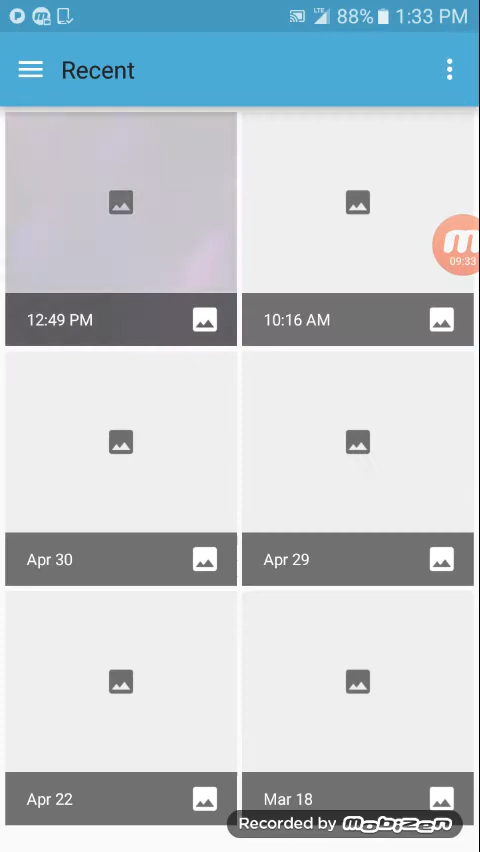 LTE 88% 1:33 PM
Recent
m
09:33
12:49 PM
10:16 AM
Apr 30
Apr 29
Apr 22
Mar 18
Recorded by mobizen